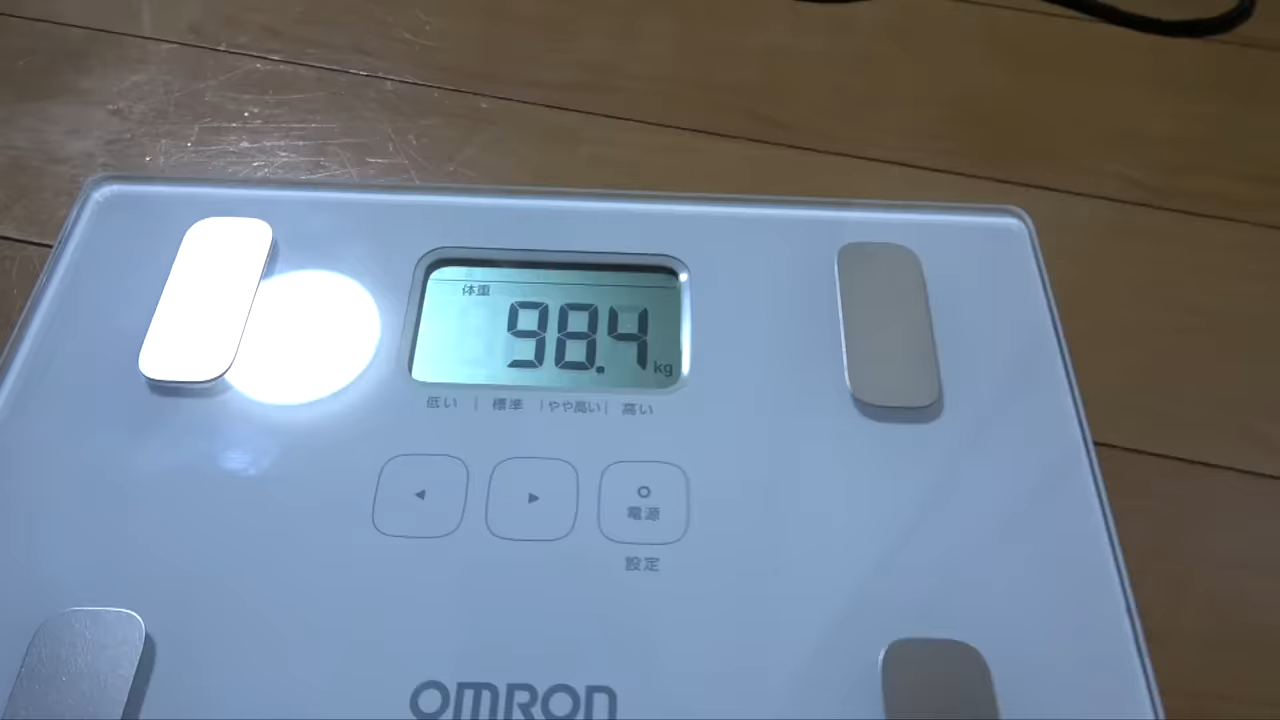 体重
98.4 kg
低い | 標準 | やや高い | 高い
◀ ▶ 電源
設定
OMRON